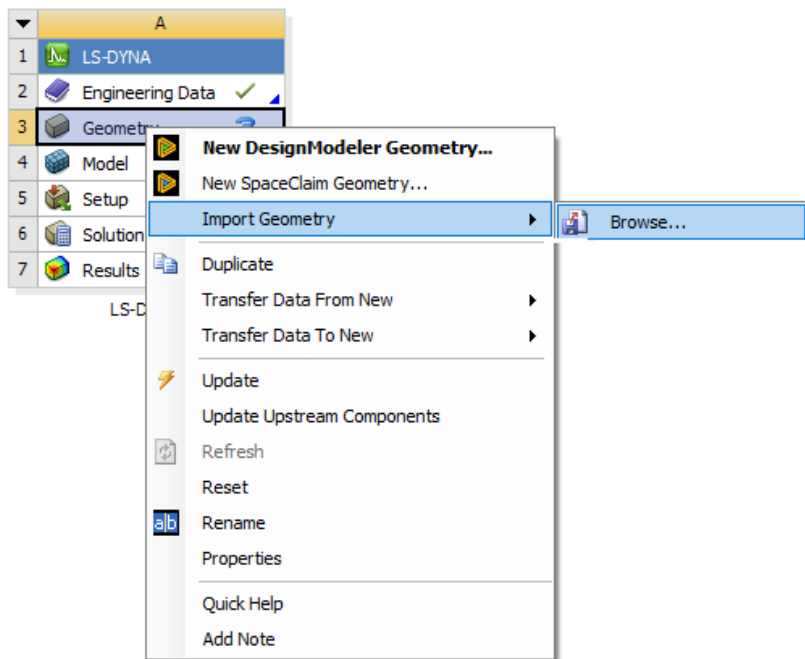 A
1 LS-DYNA
2 Engineering Data
3 Geometry
4 Model
5 Setup
6 Solution
7 Results
LS-D
New DesignModeler Geometry...
New SpaceClaim Geometry...
Import Geometry
Browse...
Duplicate
Transfer Data From New
Transfer Data To New
Update
Update Upstream Components
Refresh
Reset
a|b Rename
Properties
Quick Help
Add Note